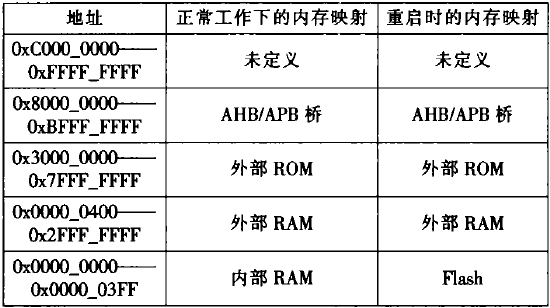 地址 正常工作下的内存映射 重启时的内存映射
0xC000_0000——
0xFFFF_FFFF 未定义 未定义
0x8000_0000——
0xBFFF_FFFF AHB/APB 桥 AHB/APB 桥
0x3000_0000——
0x7FFF_FFFF 外部 ROM 外部 ROM
0x0000_0400——
0x2FFF_FFFF 外部 RAM 外部 RAM
0x0000_0000——
0x0000_03FF 内部 RAM Flash